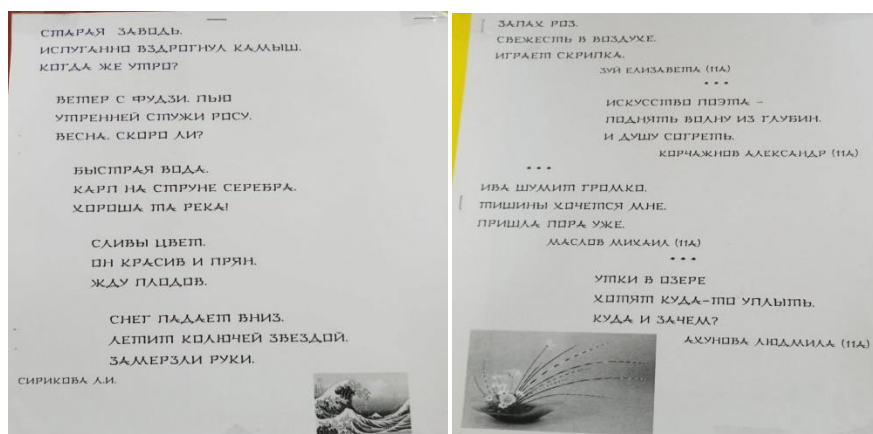 СТАРАЯ ЗАВОДЬ.
ИСПУГАННО ВЗДРОГНУЛ КАМЫШ.
КОГДА ЖЕ УТРО?
ВЕТЕР С ФУДЗИ. ПЬЮ
УТРЕННЕЙ СТУЖИ РОСУ.
ВЕСНА. СКОРО ЛИ?
БЫСТРАЯ ВОДА.
КАРП НА СТРУНЕ СЕРЕБРА.
ХОРОША ТА РЕКА!
СЛИВЫ ЦВЕТ.
ОН КРАСИВ И ПРЯН.
ЖДУ ПЛОДОВ.
СНЕГ ПАДАЕТ ВНИЗ.
ЛЕТИТ КОЛЮЧЕЙ ЗВЕЗДОЙ.
ЗАМЕРЗЛИ РУКИ.
СИРИКОВА Л.И.
ЗАПАХ РОЗ.
СВЕЖЕСТЬ В ВОЗДУХЕ.
ИГРАЕТ СКРИПКА.
ЗУЙ ЕЛИЗАВЕТА (11А)
* * *
ИСКУССТВО ПОЭТА –
ПОДНЯТЬ ВОЛНУ ИЗ ГЛУБИН.
И ДУШУ СОГРЕТЬ.
КОРЧАЖНОВ АЛЕКСАНДР (11А)
* * *
ИВА ШУМИТ ГРОМКО.
ТИШИНЫ ХОЧЕТСЯ МНЕ.
ПРИШЛА ПОРА УЖЕ.
МАСЛОВ МИХАИЛ (11А)
* * *
УТКИ В ОЗЕРЕ
ХОТЯТ КУДА-ТО УПЛЫТЬ.
КУДА И ЗАЧЕМ?
АХУНОВА ЛЮДМИЛА (11А)